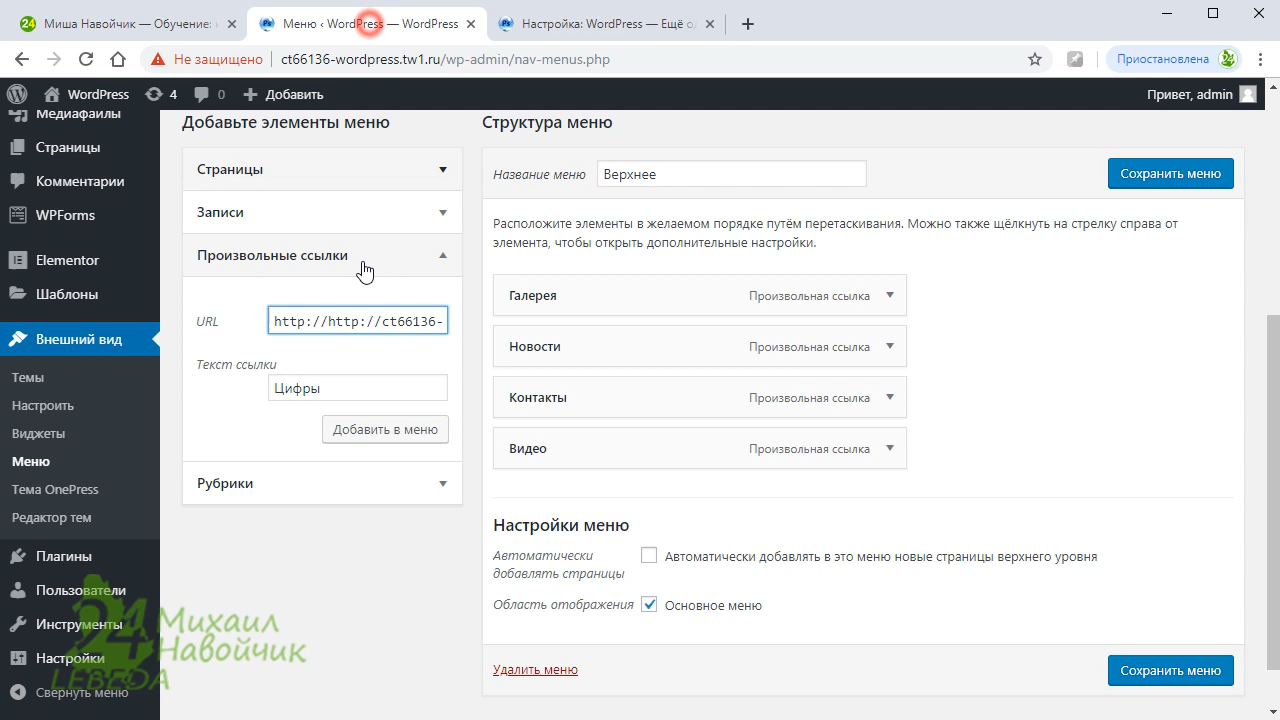 Миша Навойчик — Обучение:
Меню ‹ WordPress — WordPress
Настройка: WordPress — Ещё од
Не защищено
ct66136-wordpress.tw1.ru/wp-admin/nav-menus.php
Приостановлена
WordPress
4
0
Добавить
Привет, admin
Медиафайлы
Страницы
Комментарии
WPForms
Elementor
Шаблоны
Внешний вид
Темы
Настроить
Виджеты
Меню
Тема OnePress
Редактор тем
Плагины
Пользователи
Инструменты
Настройки
Свернуть меню
24
Михаил
Навойчик
LEBEDA
Добавьте элементы меню
Страницы
Записи
Произвольные ссылки
URL
http://http://ct66136-
Текст ссылки
Цифры
Добавить в меню
Рубрики
Структура меню
Название меню
Верхнее
Сохранить меню
Расположите элементы в желаемом порядке путём перетаскивания. Можно также щёлкнуть на стрелку справа от
элемента, чтобы открыть дополнительные настройки.
Галерея Произвольная ссылка
Новости Произвольная ссылка
Контакты Произвольная ссылка
Видео Произвольная ссылка
Настройки меню
Автоматически
добавлять страницы
Автоматически добавлять в это меню новые страницы верхнего уровня
Область отображения
Основное меню
Удалить меню
Сохранить меню